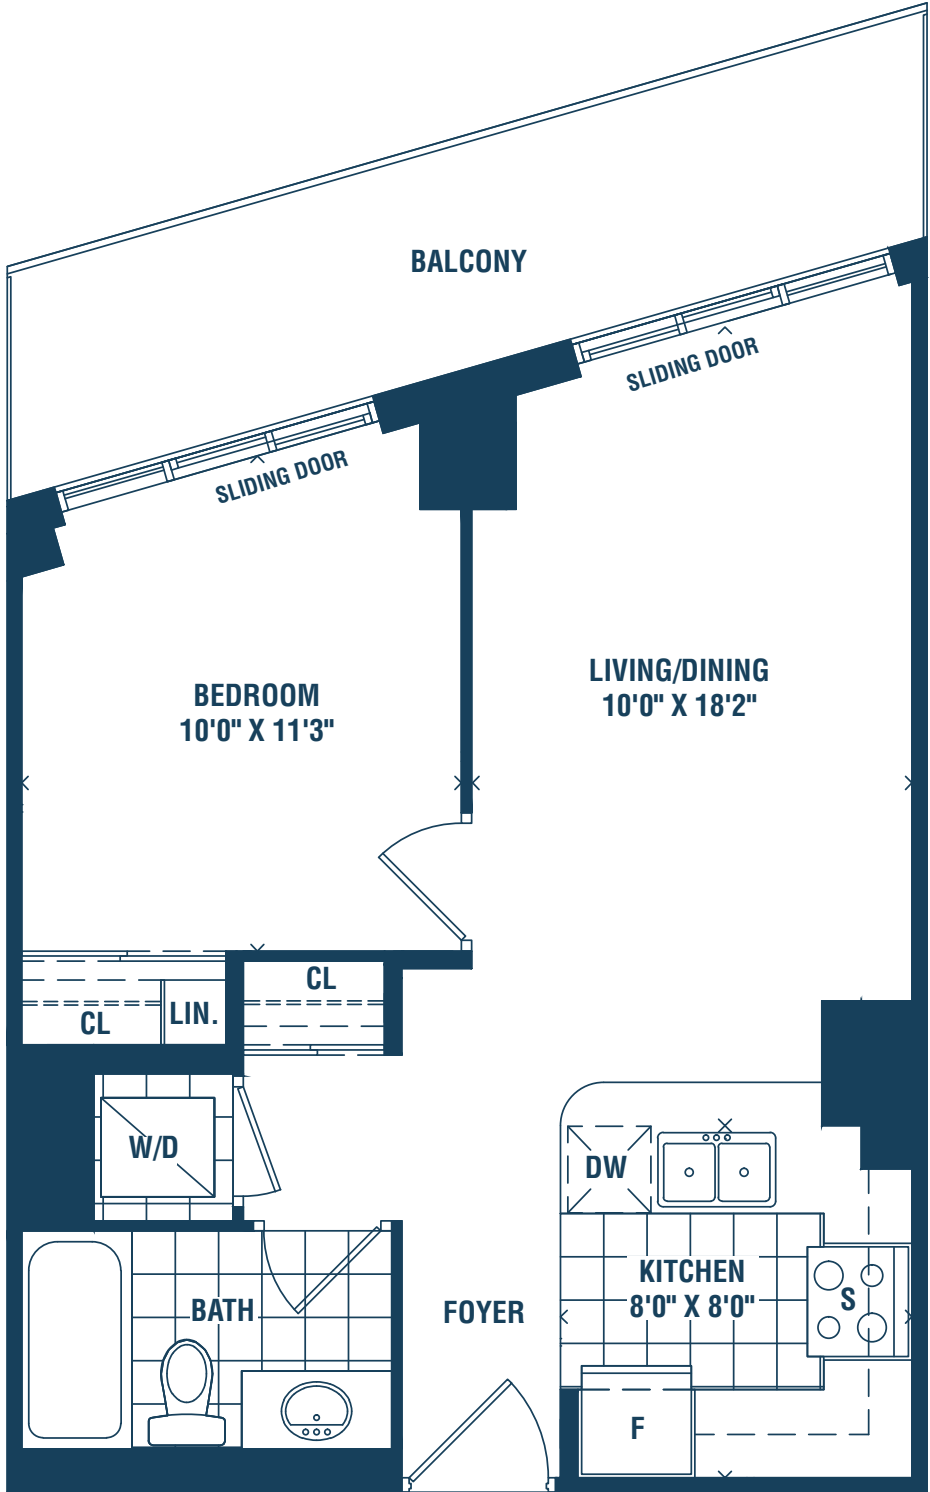 BALCONY
SLIDING DOOR
SLIDING DOOR
LIVING/DINING
10'0" X 18'2"
BEDROOM
10'0" X 11'3"
CL
LIN.
CL
W/D
DW
KITCHEN
8'0" X 8'0"
S
BATH
FOYER
F